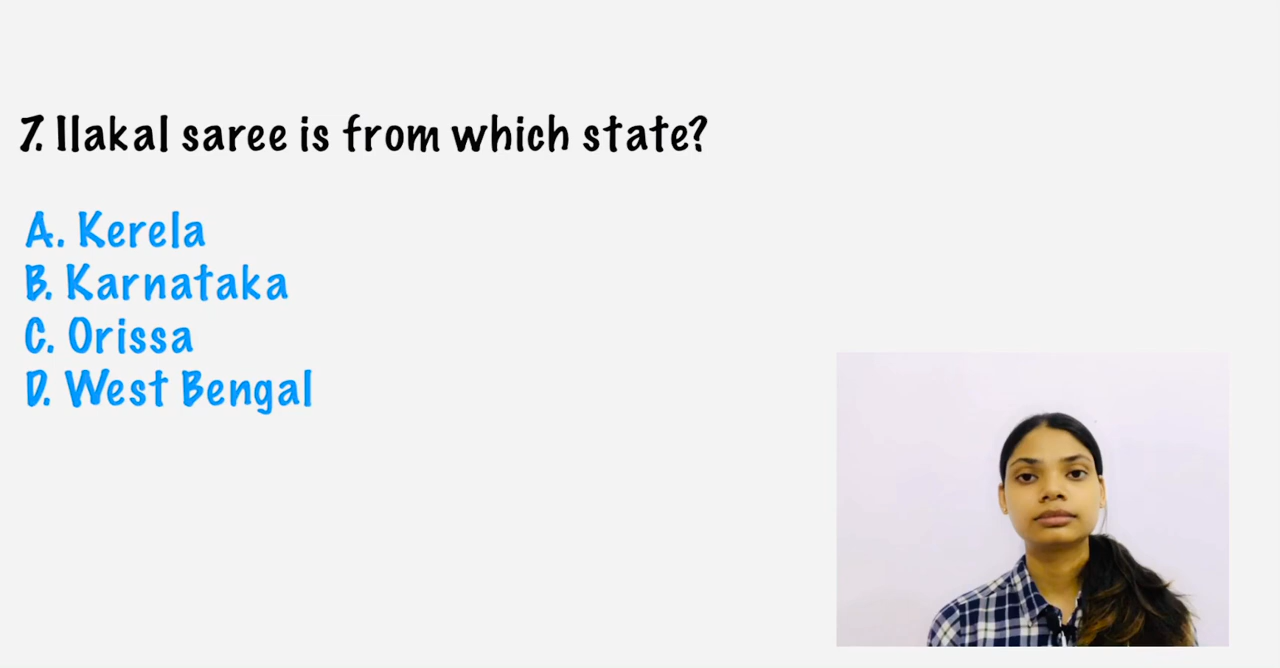 7. Ilakal saree is from which state?
A. Kerela
B. Karnataka
C. Orissa
D. West Bengal